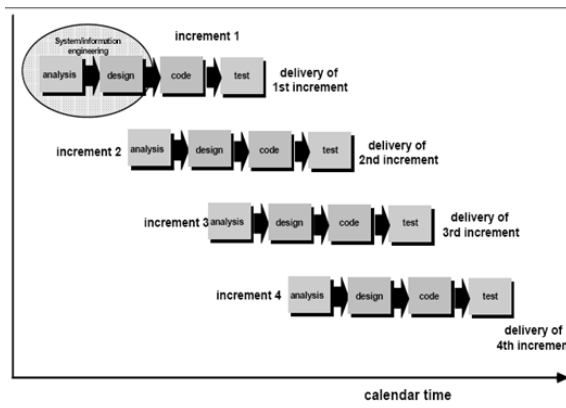 increment 1
System/information
engineering
analysis design code test
delivery of
1st increment
increment 2 analysis design code test
delivery of
2nd increment
increment 3 analysis design code test
delivery of
3rd increment
increment 4 analysis design code test
delivery of
4th increment
calendar time